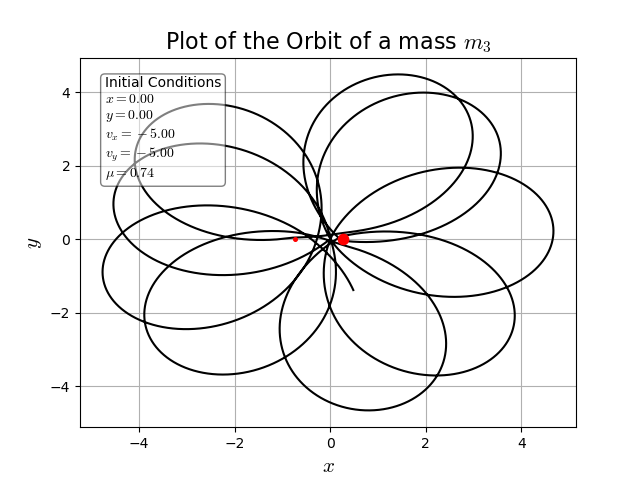 Plot of the Orbit of a mass m₃
Initial Conditions
x = 0.00
y = 0.00
vₓ = −5.00
v_y = −5.00
μ = 0.74
4
2
0
−2
−4
y
−4
−2
0
2
4
x